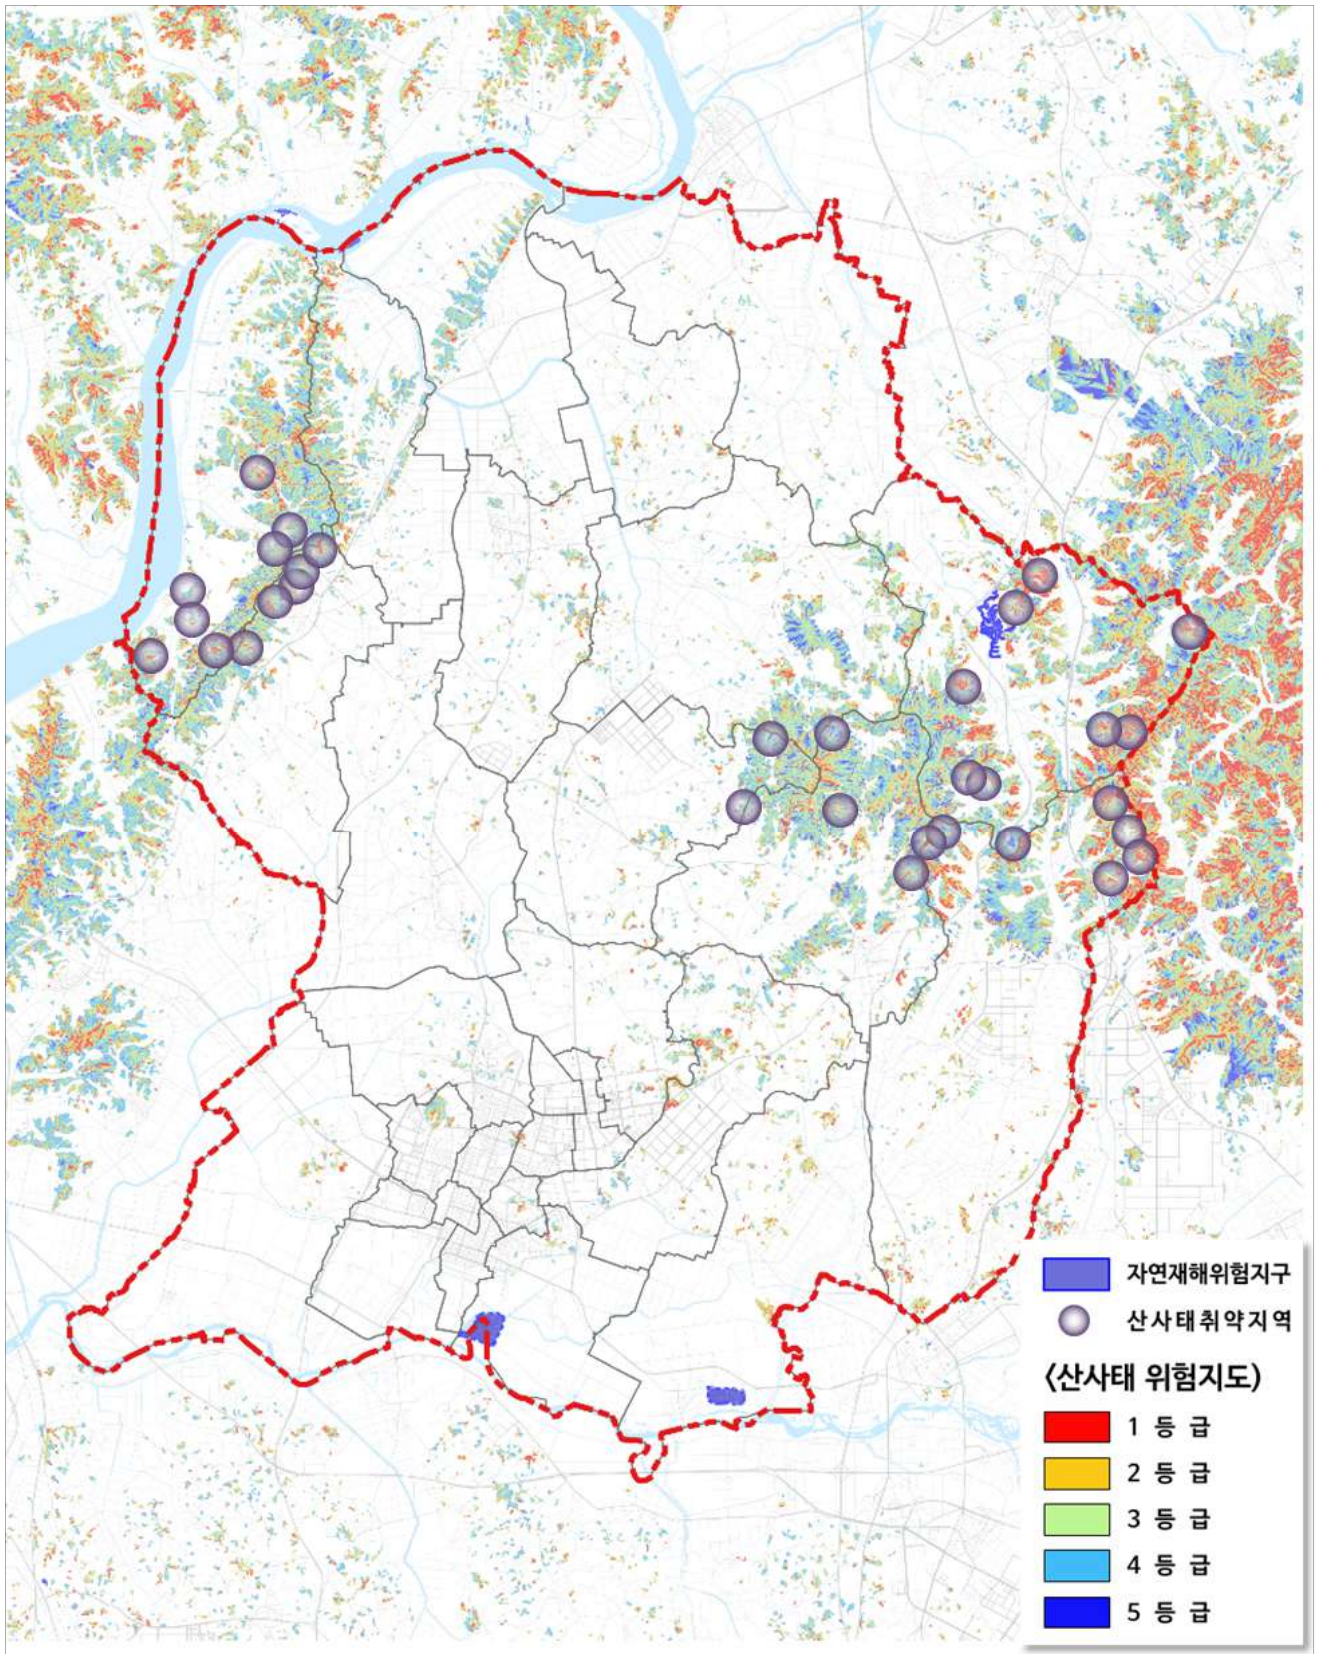 자연재해위험지구
산사태취약지역
<산사태 위험지도>
1 등 급
2 등 급
3 등 급
4 등 급
5 등 급